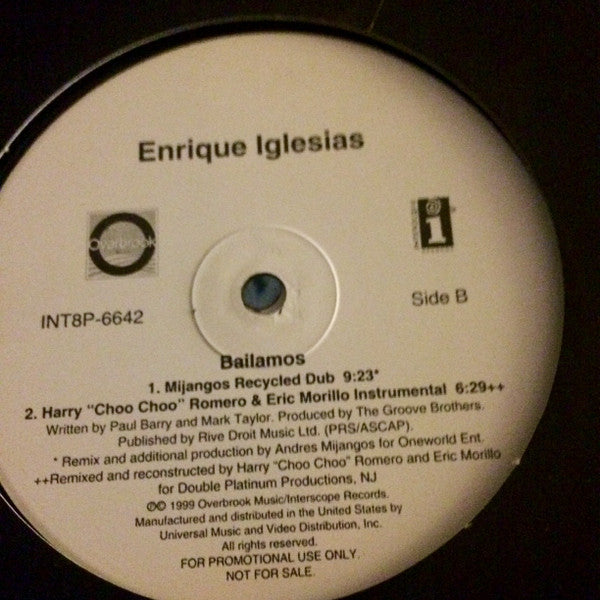 Enrique Iglesias
Overbrook
i
INT8P-6642
Side B
Bailamos
1. Mijangos Recycled Dub 9:23*
2. Harry "Choo Choo" Romero & Eric Morillo Instrumental 6:29++
Written by Paul Barry and Mark Taylor. Produced by The Groove Brothers.
Published by Rive Droit Music Ltd. (PRS/ASCAP).
* Remix and additional production by Andres Mijangos for Oneworld Ent.
++Remixed and reconstructed by Harry "Choo Choo" Romero and Eric Morillo
for Double Platinum Productions, NJ
℗© 1999 Overbrook Music/Interscope Records.
Manufactured and distributed in the United States by
Universal Music and Video Distribution, Inc.
All rights reserved.
FOR PROMOTIONAL USE ONLY.
NOT FOR SALE.